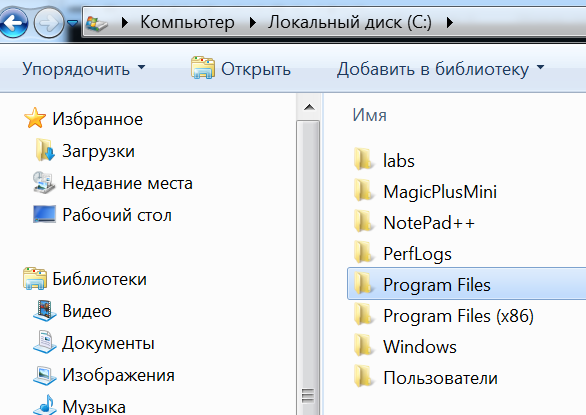 Компьютер Локальный диск (C:)
Упорядочить Открыть Добавить в библиотеку
Избранное
Загрузки
Недавние места
Рабочий стол
Библиотеки
Видео
Документы
Изображения
Музыка
Имя
labs
MagicPlusMini
NotePad++
PerfLogs
Program Files
Program Files (x86)
Windows
Пользователи